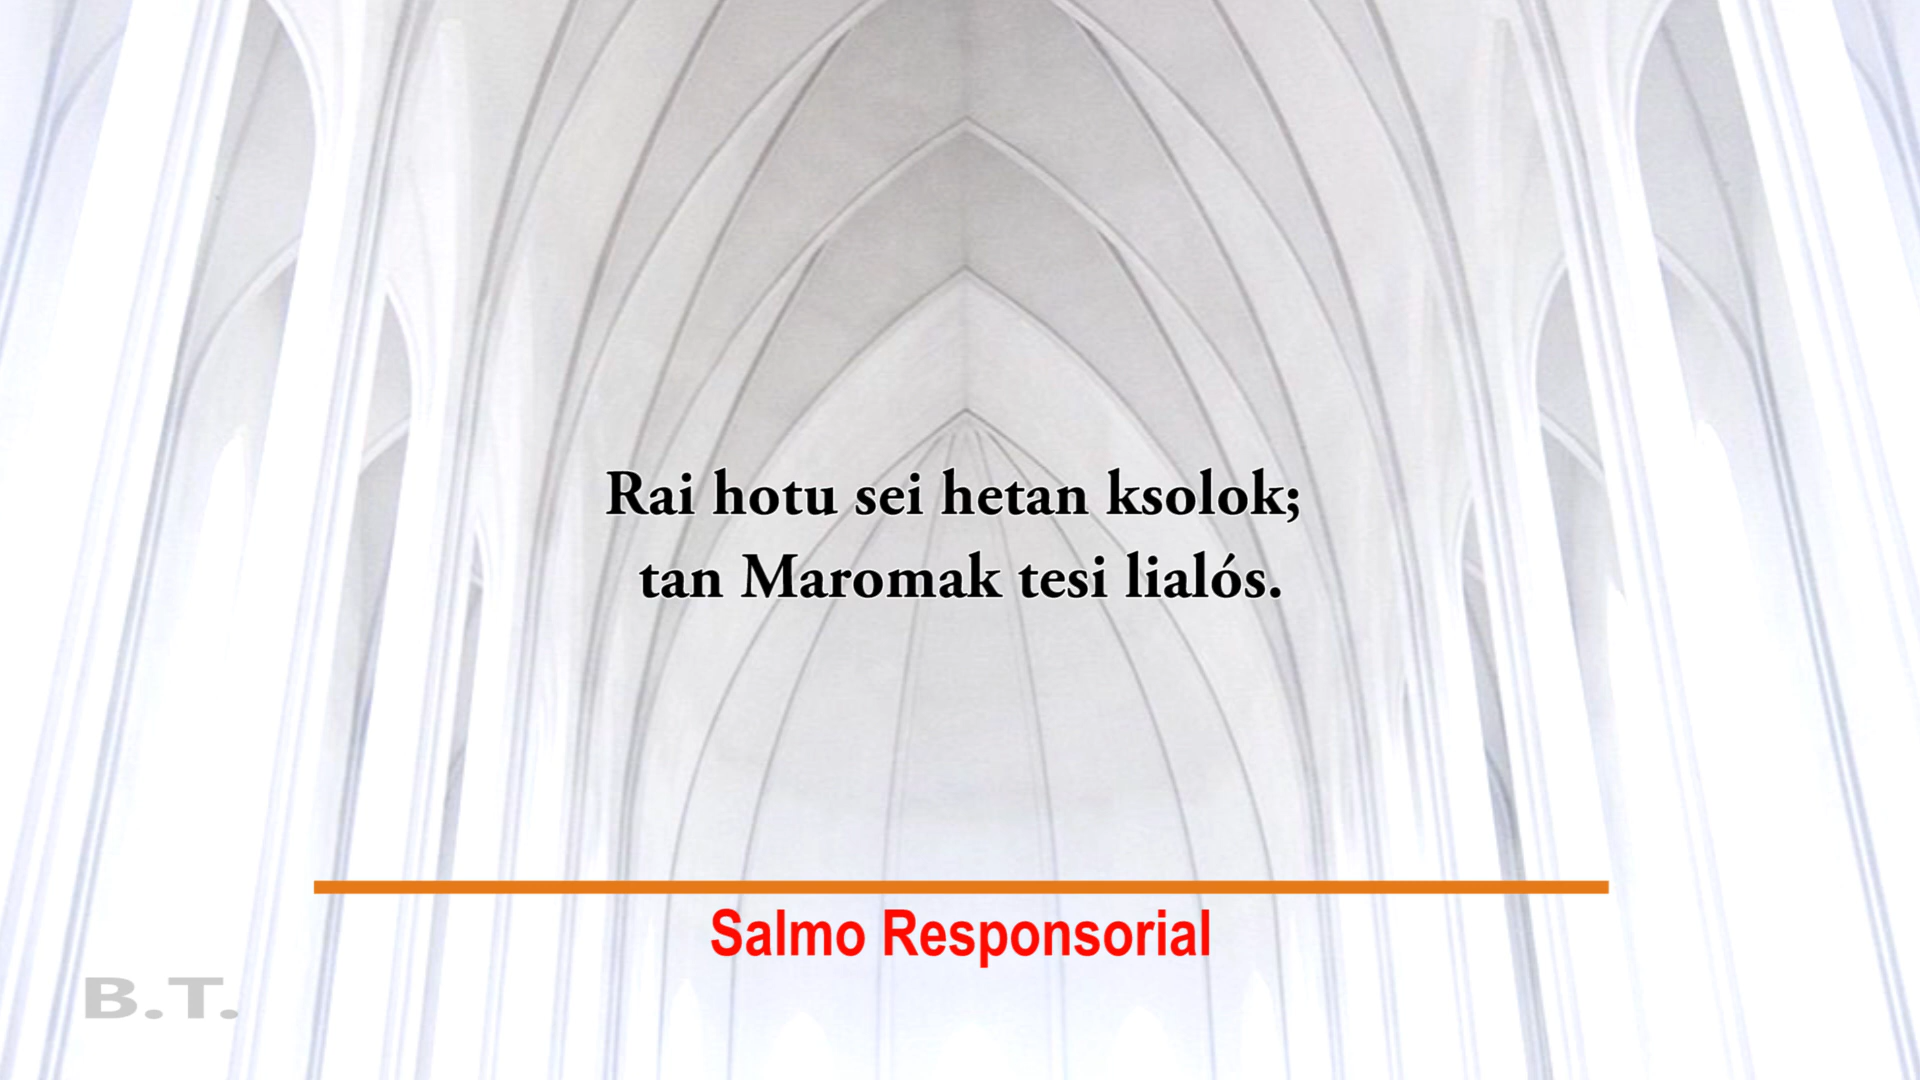 Rai hotu sei hetan ksolok;
tan Maromak tesi lialós.
Salmo Responsorial
B.T.